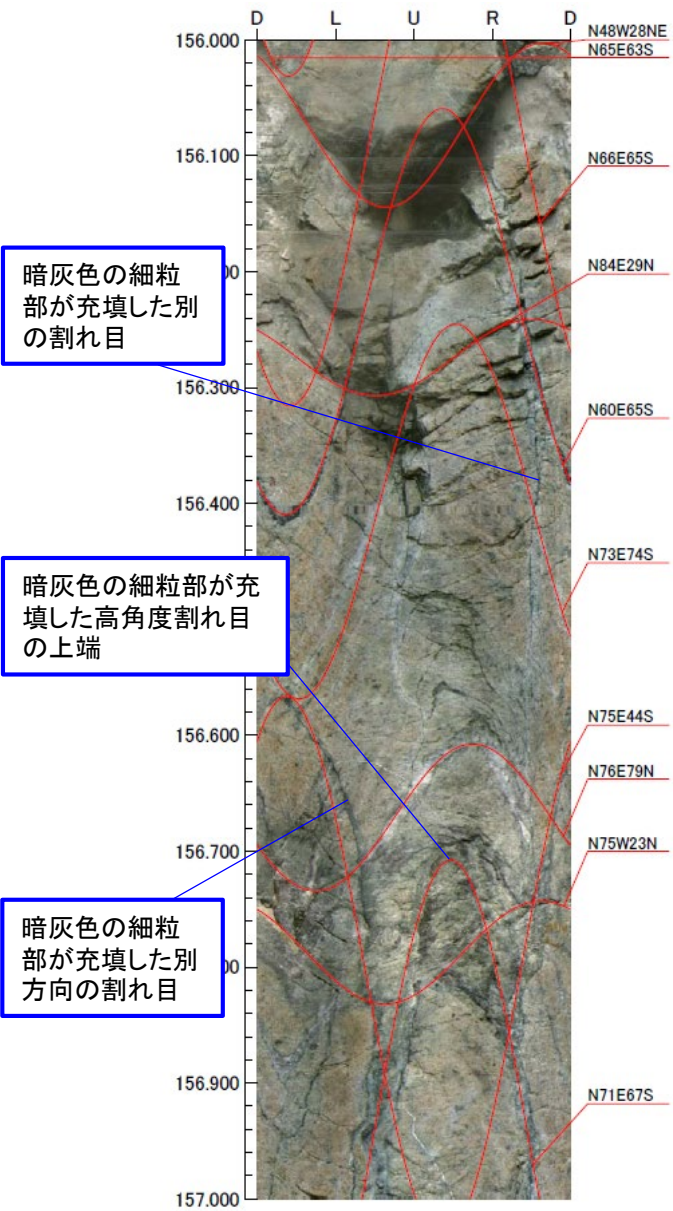 D L U R D
156.000
N48W28NE
N65E63S
156.100
N66E65S
暗灰色の細粒
部が充填した別
の割れ目
00
N84E29N
156.300
N60E65S
156.400
暗灰色の細粒部が充
填した高角度割れ目
の上端
N73E74S
156.600
N75E44S
N76E79N
156.700
N75W23N
暗灰色の細粒
部が充填した別
方向の割れ目
00
156.900
N71E67S
157.000